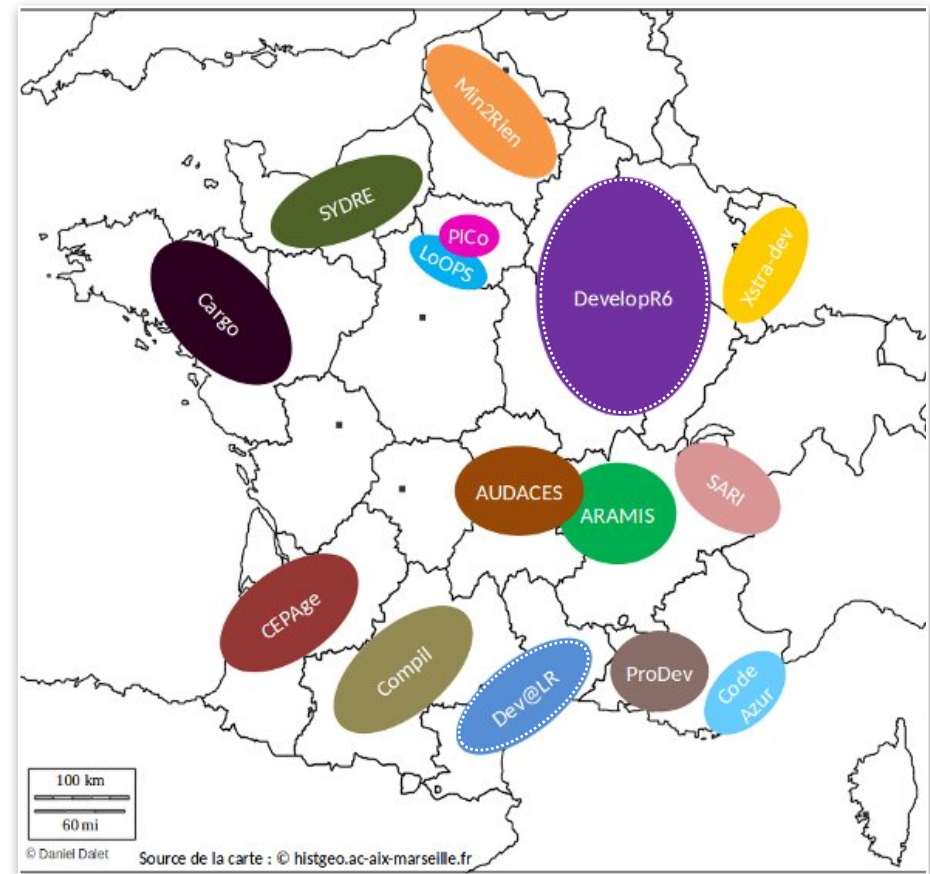 Min2Rien
SYDRE
PICo
LoOPS
Xstra-dev
Cargo
DevelopR6
AUDACES
ARAMIS
SARI
CEPAge
Compil
Dev@LR
ProDev
Code
Azur
100 km
60 mi
© Daniel Dalet
Source de la carte : © histgeo.ac-aix-marseille.fr